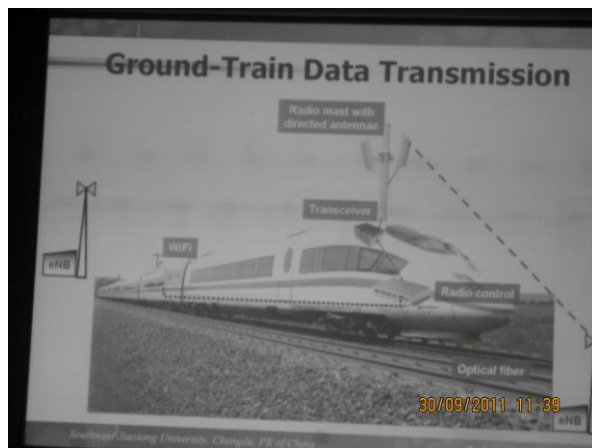 Ground-Train Data Transmission
Radio mast with
directed antennae
Transceiver
WiFi
eNB
Radio control
Optical fiber
30/09/2011 11:39
eNB
Southwest Jiaotong University, Chengdu, PR of China